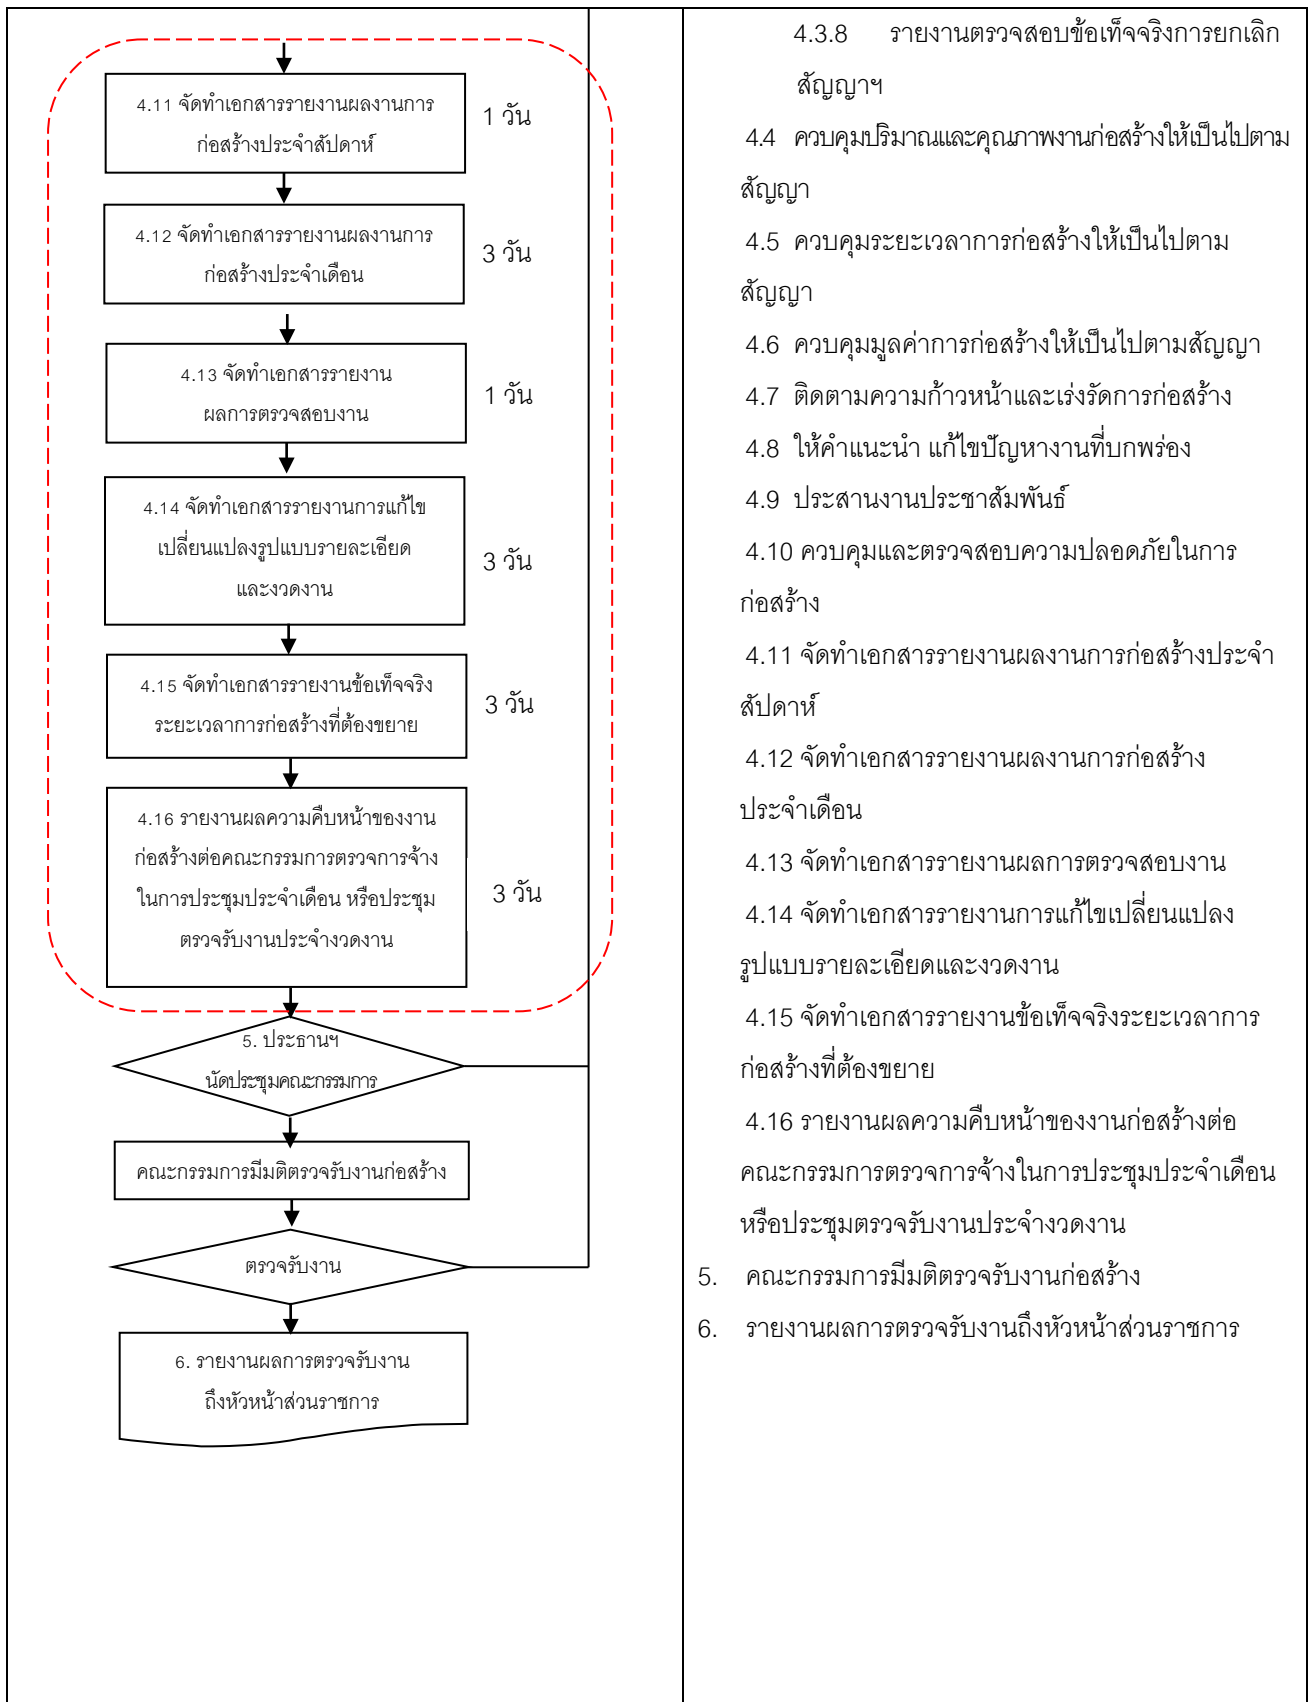 4.11 จัดทำเอกสารรายงานผลงานการ
ก่อสร้างประจำสัปดาห์
1 วัน
4.12 จัดทำเอกสารรายงานผลงานการ
ก่อสร้างประจำเดือน
3 วัน
4.13 จัดทำเอกสารรายงาน
ผลการตรวจสอบงาน
1 วัน
4.14 จัดทำเอกสารรายงานการแก้ไข
เปลี่ยนแปลงรูปแบบรายละเอียด
และงวดงาน
3 วัน
4.15 จัดทำเอกสารรายงานข้อเท็จจริง
ระยะเวลาการก่อสร้างที่ต้องขยาย
3 วัน
4.16 รายงานผลความคืบหน้าของงาน
ก่อสร้างต่อคณะกรรมการตรวจการจ้าง
ในการประชุมประจำเดือน หรือประชุม
ตรวจรับงานประจำงวดงาน
3 วัน
5. ประธานฯ
นัดประชุมคณะกรรมการ
คณะกรรมการมีมติตรวจรับงานก่อสร้าง
ตรวจรับงาน
6. รายงานผลการตรวจรับงาน
ถึงหัวหน้าส่วนราชการ
4.3.8 รายงานตรวจสอบข้อเท็จจริงการยกเลิก
สัญญาฯ
4.4 ควบคุมปริมาณและคุณภาพงานก่อสร้างให้เป็นไปตาม
สัญญา
4.5 ควบคุมระยะเวลาการก่อสร้างให้เป็นไปตาม
สัญญา
4.6 ควบคุมมูลค่าการก่อสร้างให้เป็นไปตามสัญญา
4.7 ติดตามความก้าวหน้าและเร่งรัดการก่อสร้าง
4.8 ให้คำแนะนำ แก้ไขปัญหางานที่บกพร่อง
4.9 ประสานงานประชาสัมพันธ์
4.10 ควบคุมและตรวจสอบความปลอดภัยในการ
ก่อสร้าง
4.11 จัดทำเอกสารรายงานผลงานการก่อสร้างประจำ
สัปดาห์
4.12 จัดทำเอกสารรายงานผลงานการก่อสร้าง
ประจำเดือน
4.13 จัดทำเอกสารรายงานผลการตรวจสอบงาน
4.14 จัดทำเอกสารรายงานการแก้ไขเปลี่ยนแปลง
รูปแบบรายละเอียดและงวดงาน
4.15 จัดทำเอกสารรายงานข้อเท็จจริงระยะเวลาการ
ก่อสร้างที่ต้องขยาย
4.16 รายงานผลความคืบหน้าของงานก่อสร้างต่อ
คณะกรรมการตรวจการจ้างในการประชุมประจำเดือน
หรือประชุมตรวจรับงานประจำงวดงาน
5. คณะกรรมการมีมติตรวจรับงานก่อสร้าง
6. รายงานผลการตรวจรับงานถึงหัวหน้าส่วนราชการ